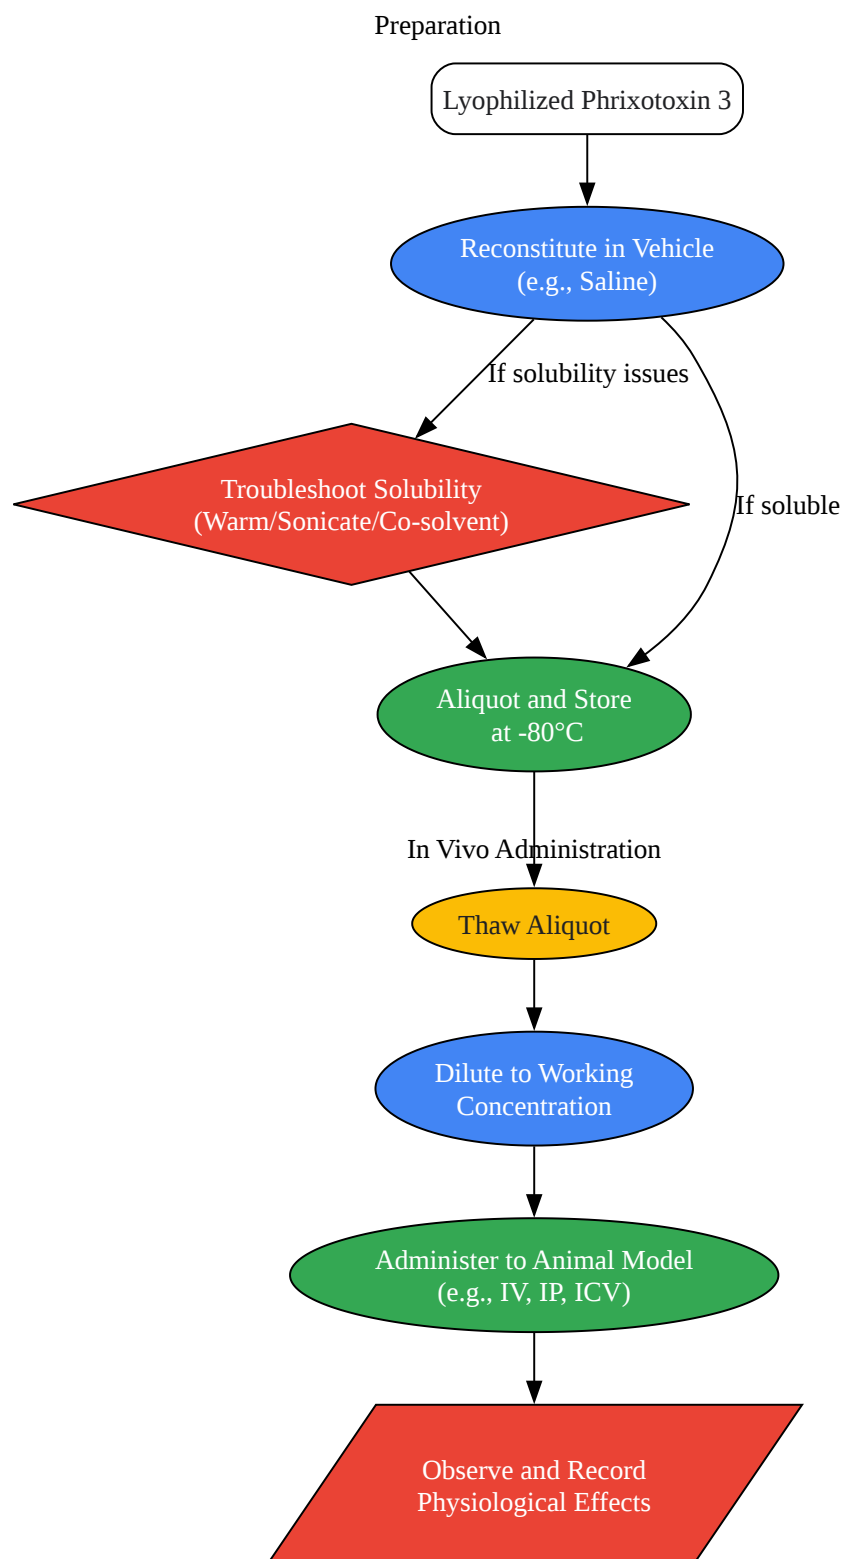 Preparation
Lyophilized Phrixotoxin 3
Reconstitute in Vehicle
(e.g., Saline)
If solubility issues
Troubleshoot Solubility
(Warm/Sonicate/Co-solvent)
If soluble
Aliquot and Store
at -80°C
In Vivo Administration
Thaw Aliquot
Dilute to Working
Concentration
Administer to Animal Model
(e.g., IV, IP, ICV)
Observe and Record
Physiological Effects